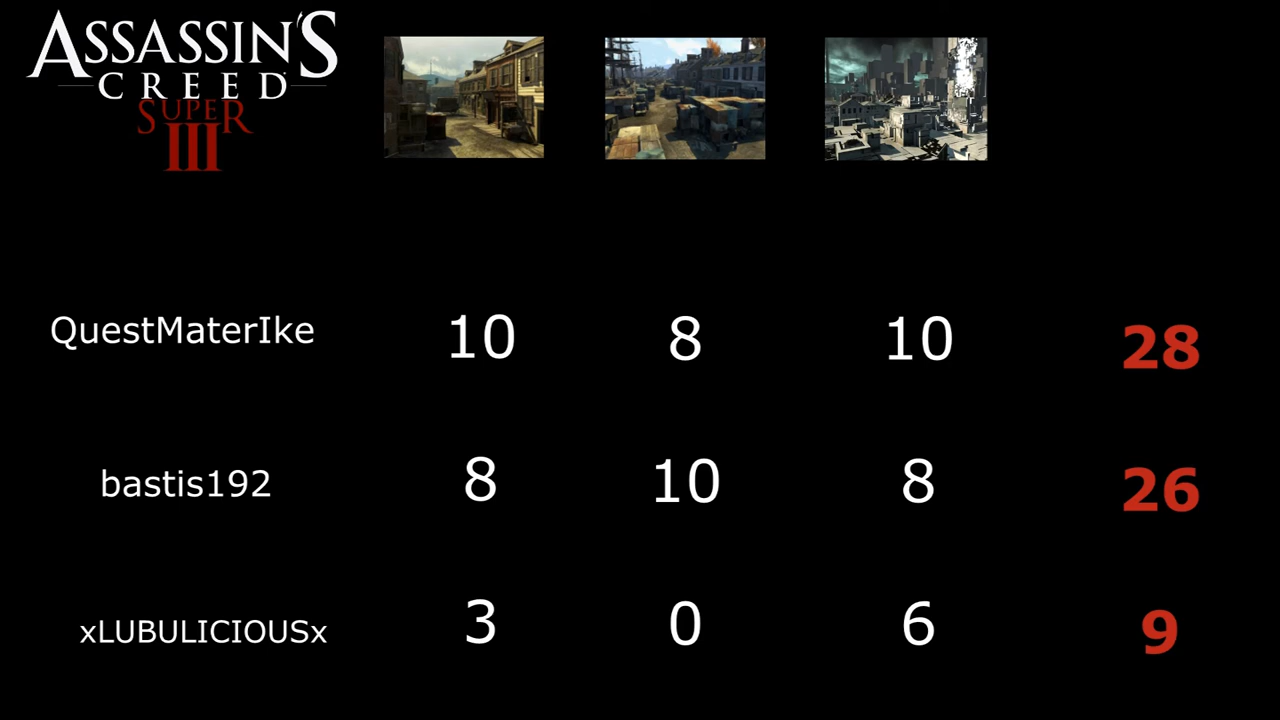 ASSASSIN'S
CREED
SUPER
III
QuestMaterIke 10 8 10 28
bastis192 8 10 8 26
xLUBULICIOUSx 3 0 6 9